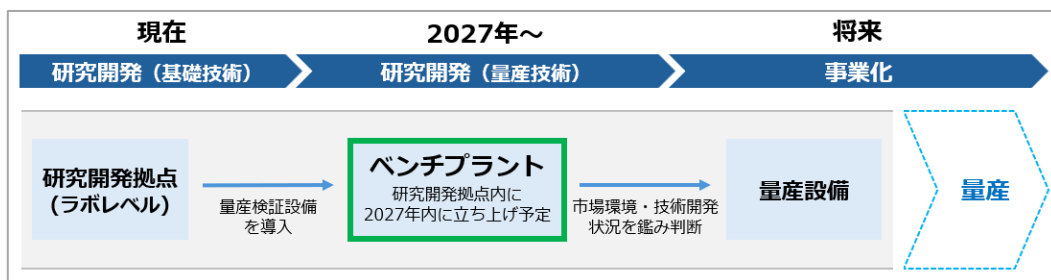 現在
2027年～
将来
研究開発（基礎技術）
研究開発（量産技術）
事業化
研究開発拠点
(ラボレベル)
量産検証設備
を導入
ベンチプラント
研究開発拠点内に
2027年内に立ち上げ予定
市場環境・技術開発
状況を鑑み判断
量産設備
量産